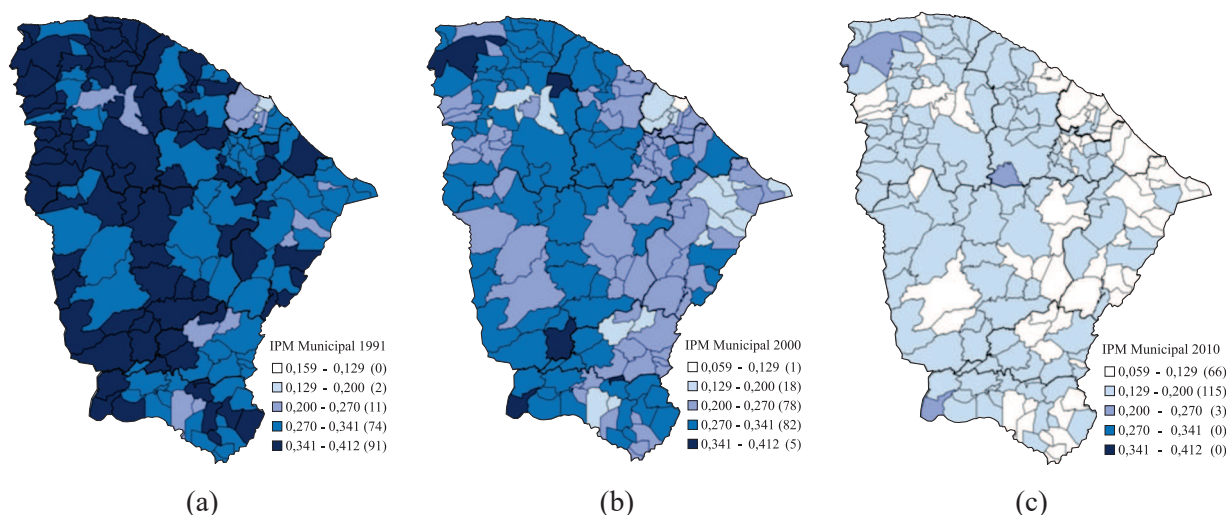 IPM Municipal 1991
0,159 - 0,129 (0)
0,129 - 0,200 (2)
0,200 - 0,270 (11)
0,270 - 0,341 (74)
0,341 - 0,412 (91)
(a)
IPM Municipal 2000
0,059 - 0,129 (1)
0,129 - 0,200 (18)
0,200 - 0,270 (78)
0,270 - 0,341 (82)
0,341 - 0,412 (5)
(b)
IPM Municipal 2010
0,059 - 0,129 (66)
0,129 - 0,200 (115)
0,200 - 0,270 (3)
0,270 - 0,341 (0)
0,341 - 0,412 (0)
(c)